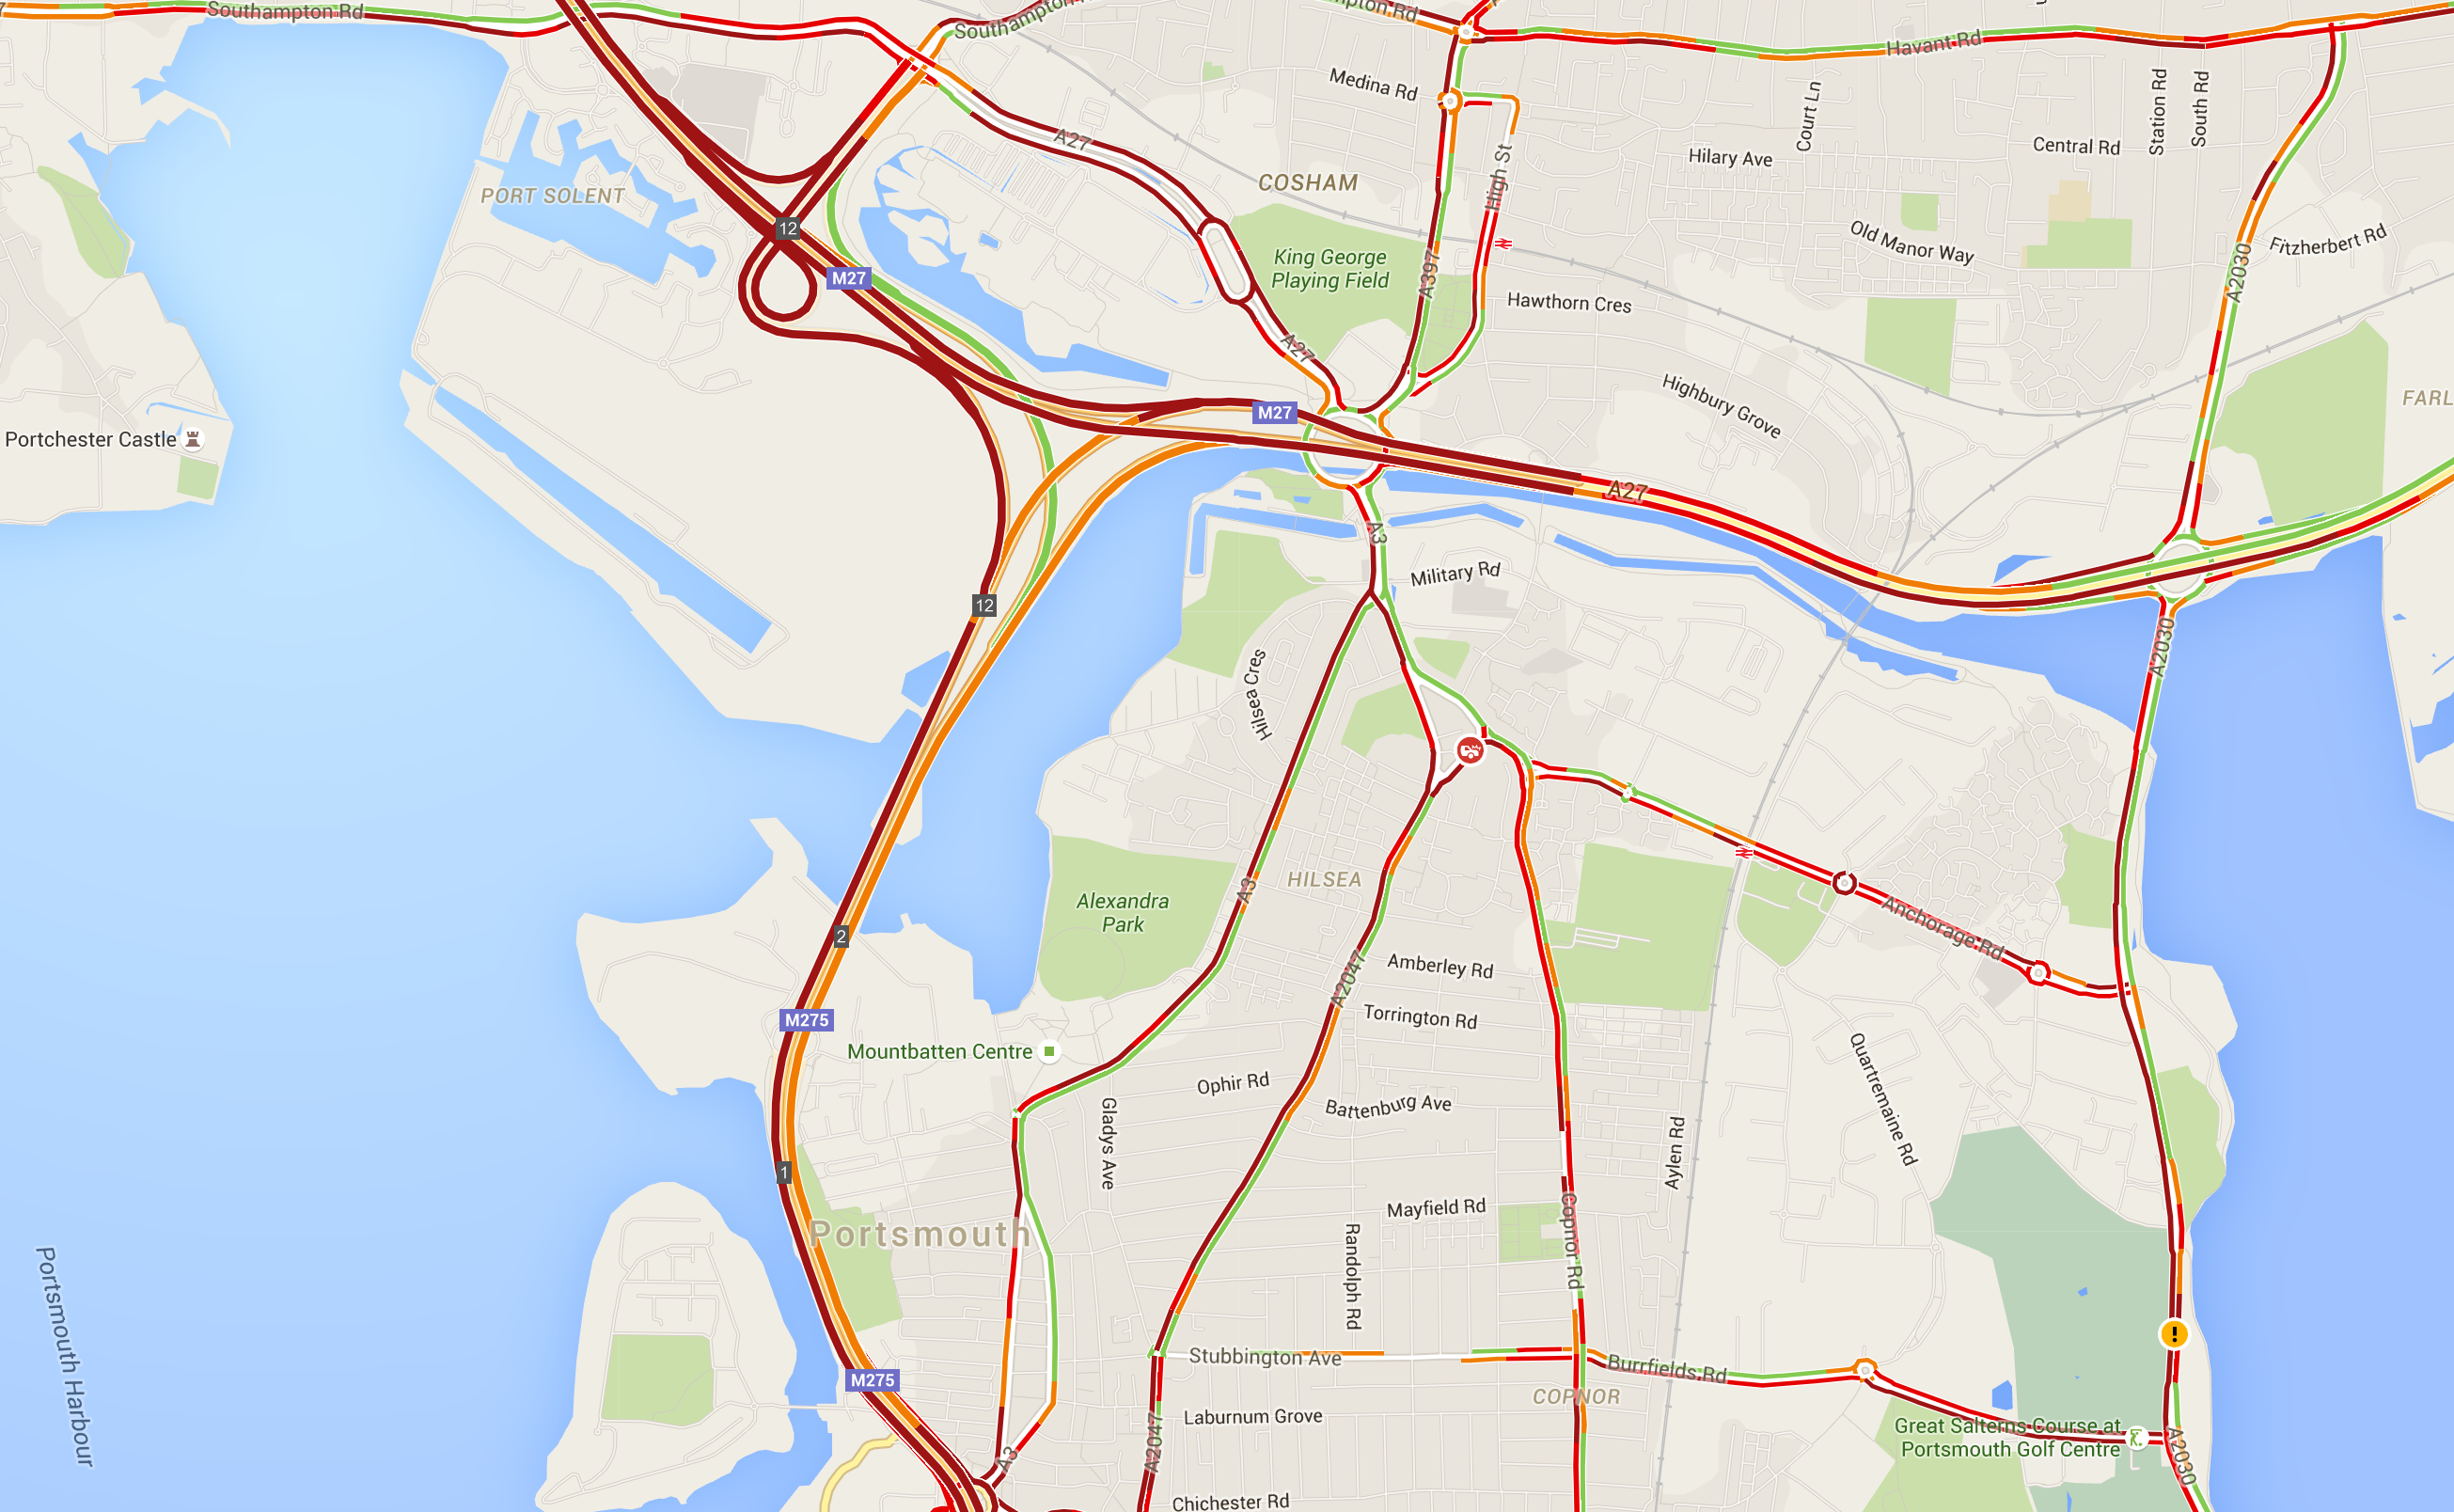 Southampton Rd
Southampton
mpton Rd
Havant Rd
Medina Rd
Court Ln
Station Rd
South Rd
A27
High St
Hilary Ave
Central Rd
PORT SOLENT
COSHAM
12
King George
Playing Field
Old Manor Way
Fitzherbert Rd
A2030
M27
A397
Hawthorn Cres
A27
Highbury Grove
FARL
M27
Portchester Castle
A27
A3
Military Rd
12
A2030
Hilsea Cres
HILSEA
A3
Alexandra
Park
Anchorage Rd
2
Amberley Rd
A2047
Torrington Rd
M275
Mountbatten Centre
Quartremaine Rd
Ophir Rd
Gladys Ave
Battenburg Ave
Aylen Rd
1
Mayfield Rd
Copnor Rd
Portsmouth
Randolph Rd
Portsmouth Harbour
!
Stubbington Ave
Burrfields Rd
M275
COPNOR
Laburnum Grove
Great Salterns Course at
Portsmouth Golf Centre
A3
A2047
A2030
Chichester Rd